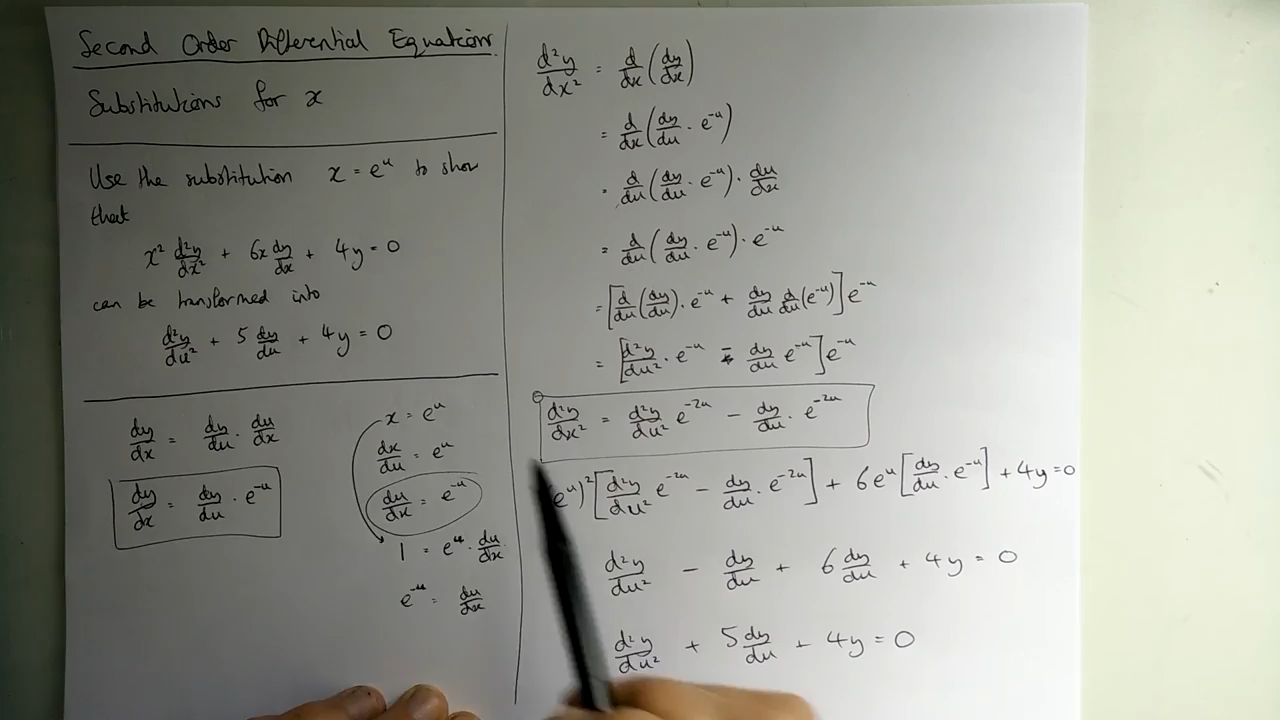 Second Order Differential Equations.
Substitutions for x
Use the substitution x = e^u to show
that
x² d²y/dx² + 6x dy/dx + 4y = 0
can be transformed into
d²y/du² + 5 dy/du + 4y = 0
dy/dx = dy/du · du/dx
dy/dx = dy/du · e^-u
x = e^u
dx/du = e^u
du/dx = e^-u
1 = e^u · du/dx
e^-u = du/dx
d²y/dx² = d/dx (dy/dx)
= d/dx (dy/du · e^-u)
= d/du (dy/du · e^-u) · du/dx
= d/du (dy/du · e^-u) · e^-u
= [d/du (dy/du) · e^-u + dy/du d/du (e^-u)] e^-u
= [d²y/du² · e^-u - dy/du e^-u] e^-u
d²y/dx² = d²y/du² e^-2u - dy/du · e^-2u
e^u)² [d²y/du² e^-2u - dy/du · e^-2u] + 6e^u [dy/du · e^-u] + 4y = 0
d²y/du² - dy/du + 6 dy/du + 4y = 0
d²y/du² + 5 dy/du + 4y = 0